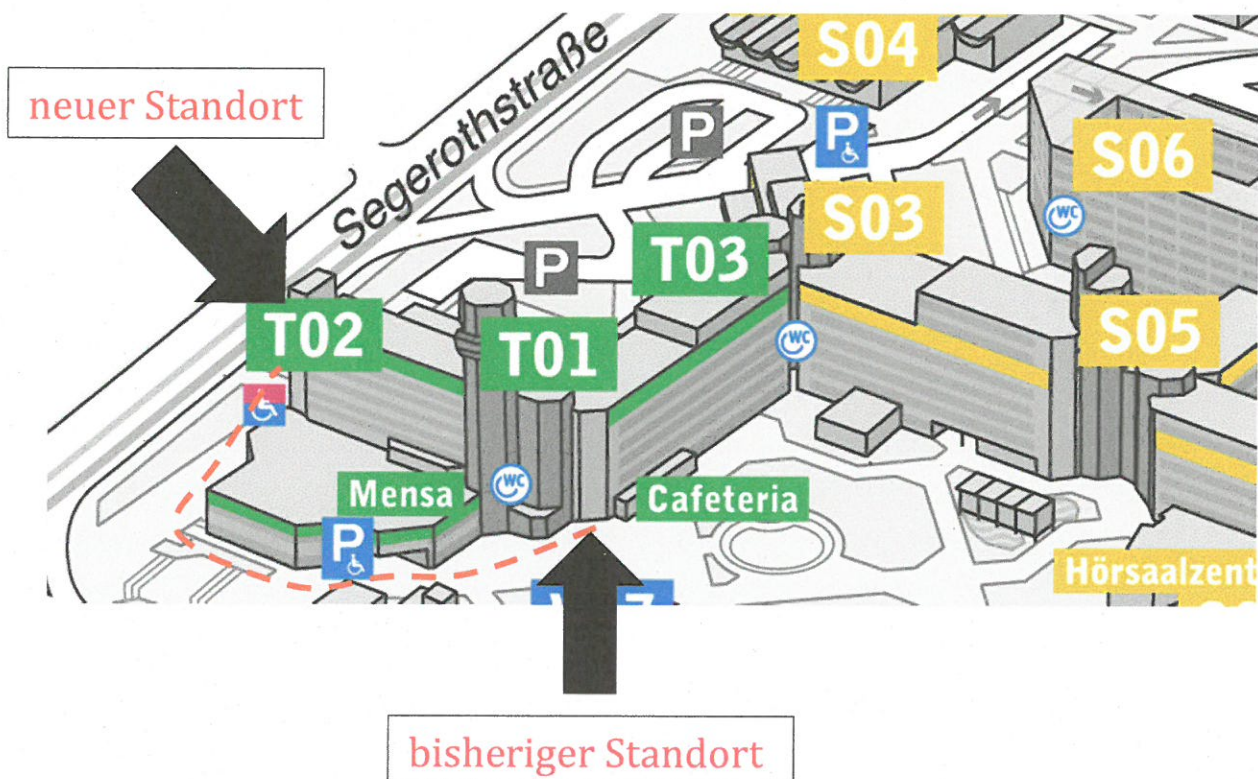 neuer Standort
Segerothstraße
S04
P
P
S06
WC
S03
T03
P
T02
T01
WC
S05
Mensa
WC
Cafeteria
P
Hörsaalzent
bisheriger Standort